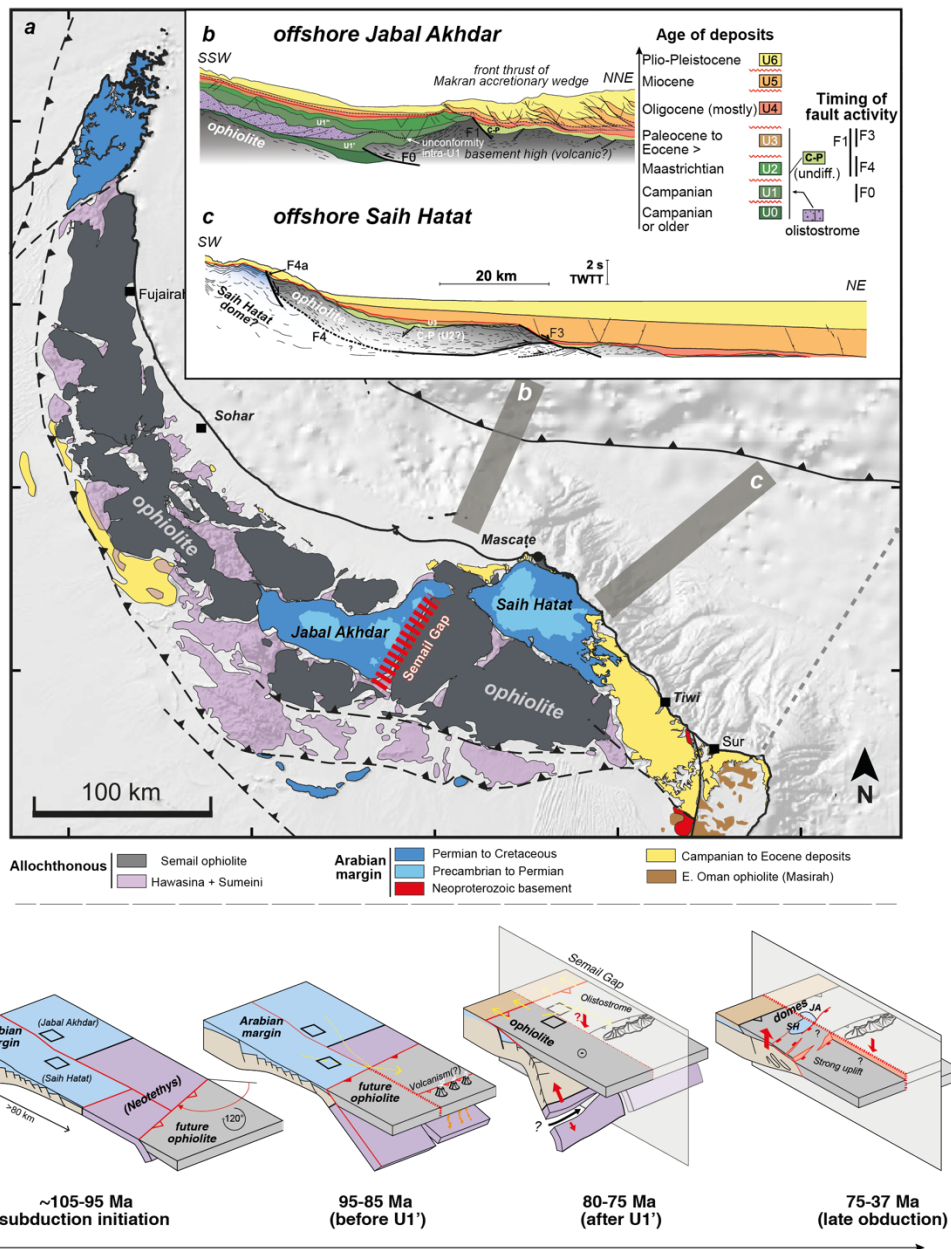 a
b
offshore Jabal Akhdar
SSW
NNE
front thrust of
Makran accretionary wedge
ophiolite
U1"
U1'
F0
F1
C-P
unconformity
intra-U1
basement high (volcanic?)
Age of deposits
Plio-Pleistocene U6
Miocene U5
Oligocene (mostly) U4
Paleocene to
Eocene > U3
Maastrichtian U2
Campanian U1
Campanian
or older U0
C-P
(undiff.)
olistostrome
Timing of
fault activity
F1
F3
F4
F0
c
offshore Saih Hatat
SW
NE
F4a
20 km
2 s
TWTT
Saih Hatat
dome?
ophiolite
F4
U3
C-P (U2?)
F3
Fujairah
Sohar
b
c
Mascate
ophiolite
Jabal Akhdar
Semail Gap
Saih Hatat
ophiolite
Tiwi
Sur
100 km
N
Allochthonous
Semail ophiolite
Hawasina + Sumeini
Arabian
margin
Permian to Cretaceous
Precambrian to Permian
Neoproterozoic basement
Campanian to Eocene deposits
E. Oman ophiolite (Masirah)
bian
rgin
(Jabal Akhdar)
(Saih Hatat)
>80 km
(Neotethys)
future
ophiolite
120°
~105-95 Ma
subduction initiation
Arabian
margin
future
ophiolite
Volcanism(?)
95-85 Ma
(before U1')
Semail Gap
Olistostrome
?
ophiolite
?
80-75 Ma
(after U1')
domes
JA
SH
?
?
Strong uplift
75-37 Ma
(late obduction)